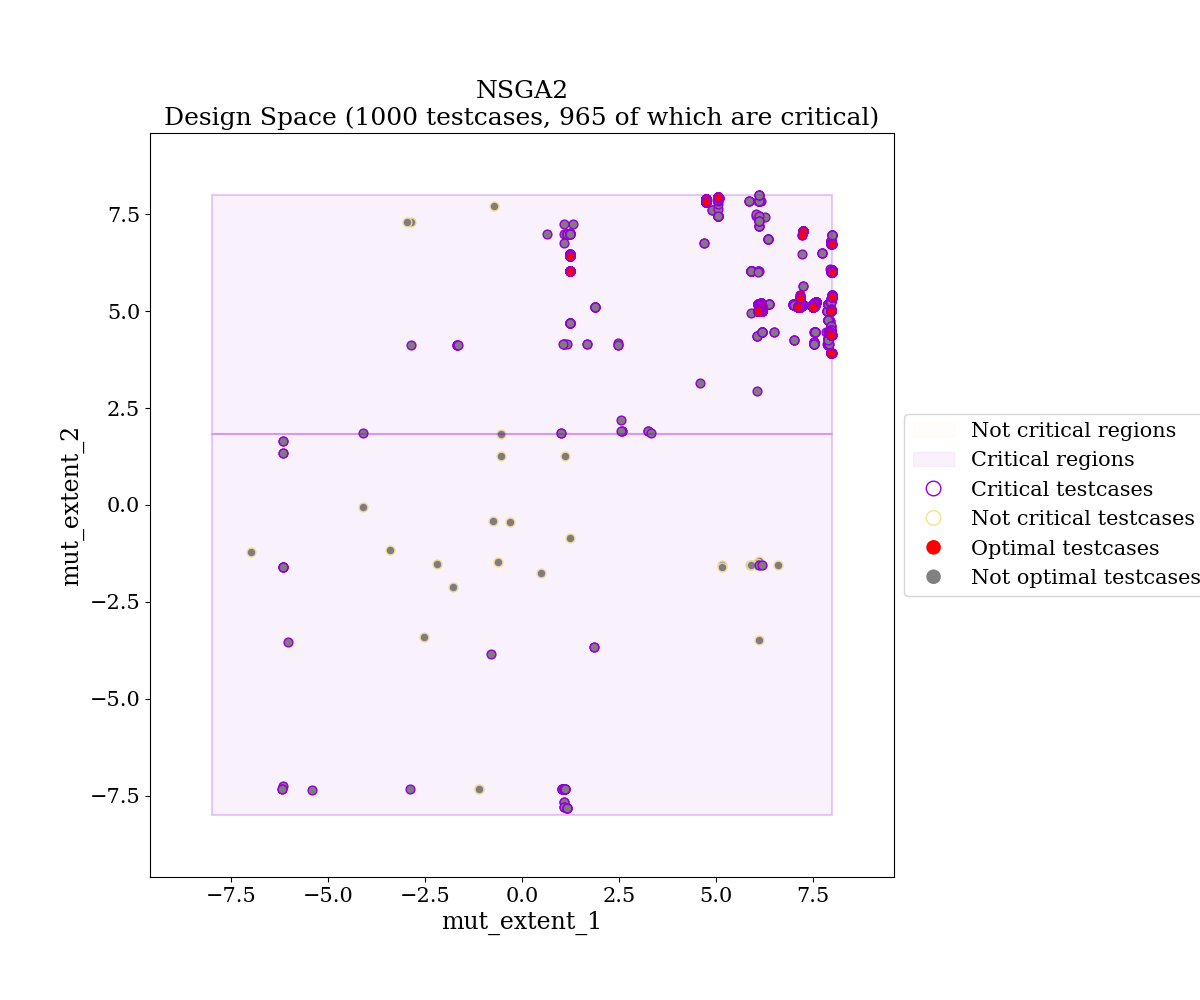 NSGA2
Design Space (1000 testcases, 965 of which are critical)
7.5
5.0
2.5
0.0
−2.5
−5.0
−7.5
mut_extent_2
−7.5
−5.0
−2.5
0.0
2.5
5.0
7.5
mut_extent_1
Not critical regions
Critical regions
Critical testcases
Not critical testcases
Optimal testcases
Not optimal testcases